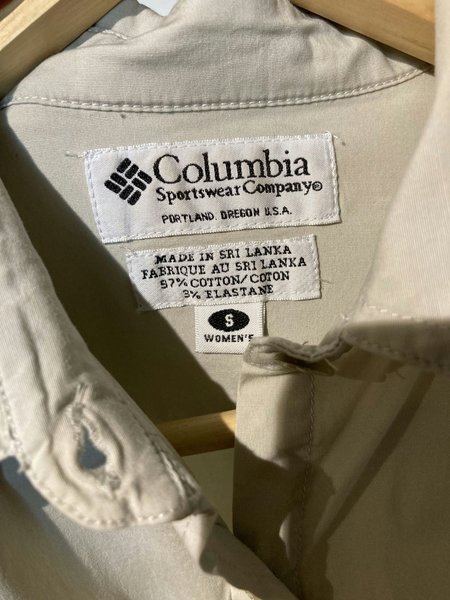 Columbia
Sportswear Company®
PORTLAND, OREGON U.S.A.
MADE IN SRI LANKA
FABRIQUE AU SRI LANKA
97% COTTON/COTON
3% ELASTANE
S
WOMEN'S